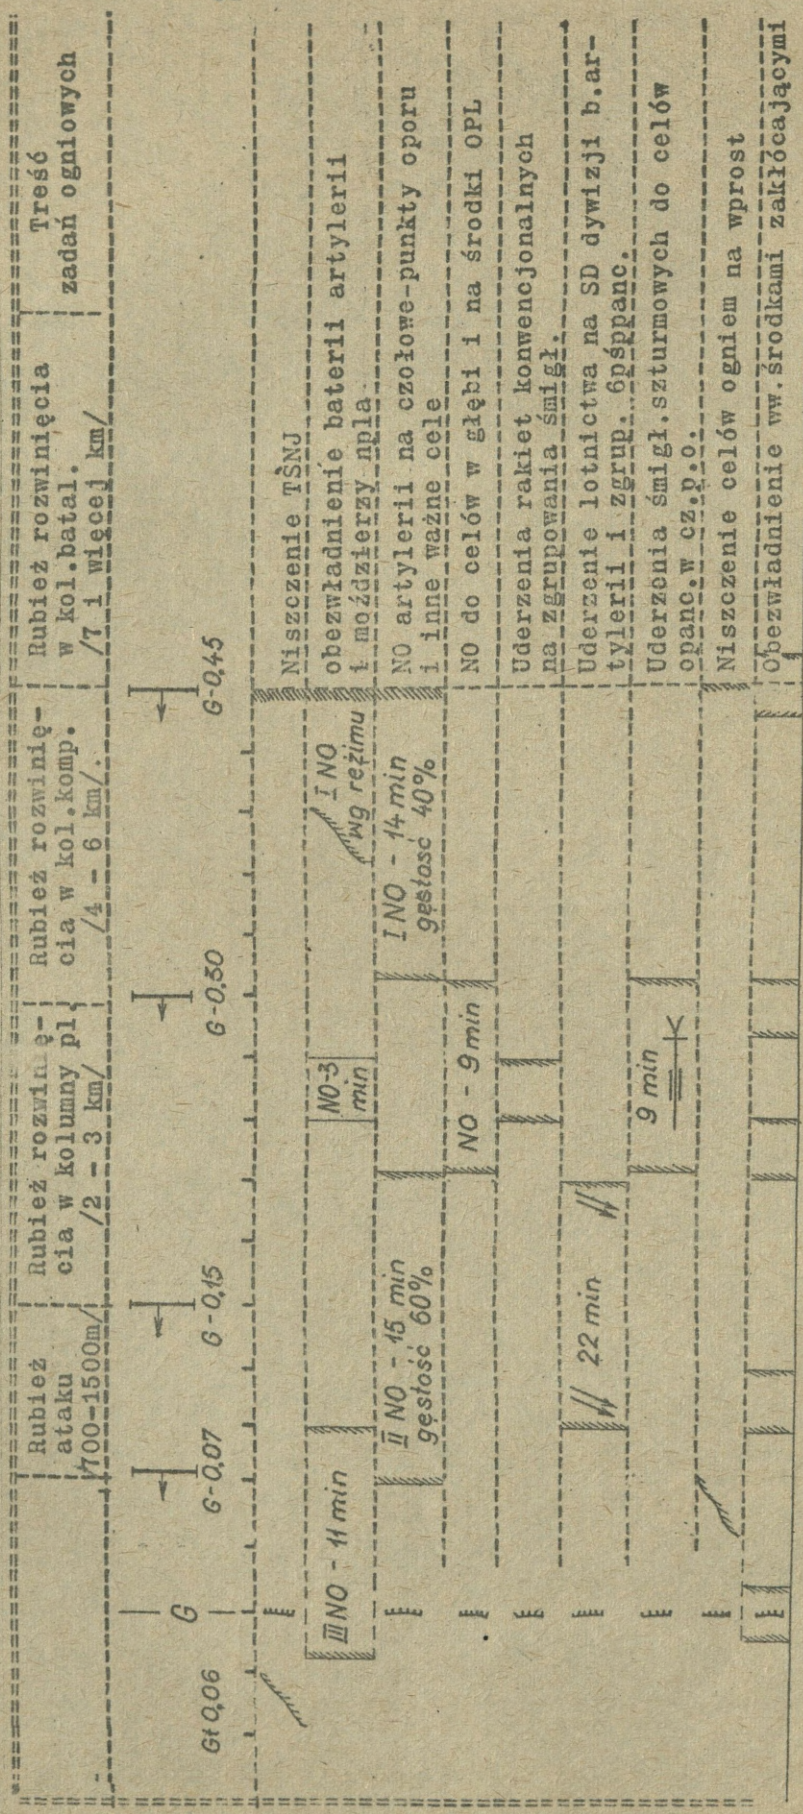 Rubież
ataku
/700-1500m/
Rubież rozwinię-
cia w kolumny pl.
/2 - 3 km/
Rubież rozwinię-
cia w kol.komp.
/4 - 6 km/.
Rubież rozwinięcia
w kol.batal.
/7 i więcej km/
Treść
zadań ogniowych
G+0,06
G
G-0,07
G-0,15
G-0,30
G-0,45
Niszczenie TŚNJ
III NO - 11 min
NO-3
min
I NO
wg reżimu
obezwładnienie baterii artylerii
i moździerzy npla
II NO - 15 min
gęstość 60%
I NO - 14 min
gęstość 40%
NO artylerii na czołowe-punkty oporu
i inne ważne cele
NO - 9 min
NO do celów w głębi i na środki OPL
Uderzenia rakiet konwencjonalnych
na zgrupowania śmigł.
22 min
Uderzenie lotnictwa na SD dywizji b.ar-
tylerii i zgrup. 6pśppanc.
9 min
Uderzenia śmigł.szturmowych do celów
opanc.w cz.p.o.
Niszczenie celów ogniem na wprost
Obezwładnienie ww.środkami zakłócającymi